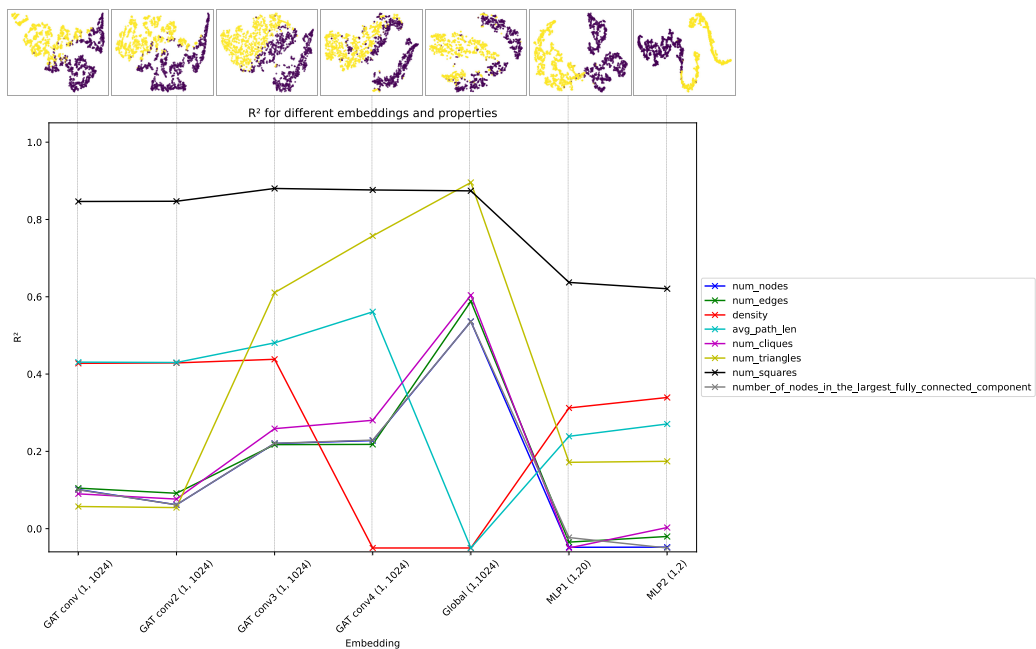 R² for different embeddings and properties
1.0
0.8
0.6
0.4
0.2
0.0
R²
GAT conv (1, 1024)
GAT conv2 (1, 1024)
GAT conv3 (1, 1024)
GAT conv4 (1, 1024)
Global (1,1024)
MLP1 (1,20)
MLP2 (1,2)
Embedding
num_nodes
num_edges
density
avg_path_len
num_cliques
num_triangles
num_squares
number_of_nodes_in_the_largest_fully_connected_component